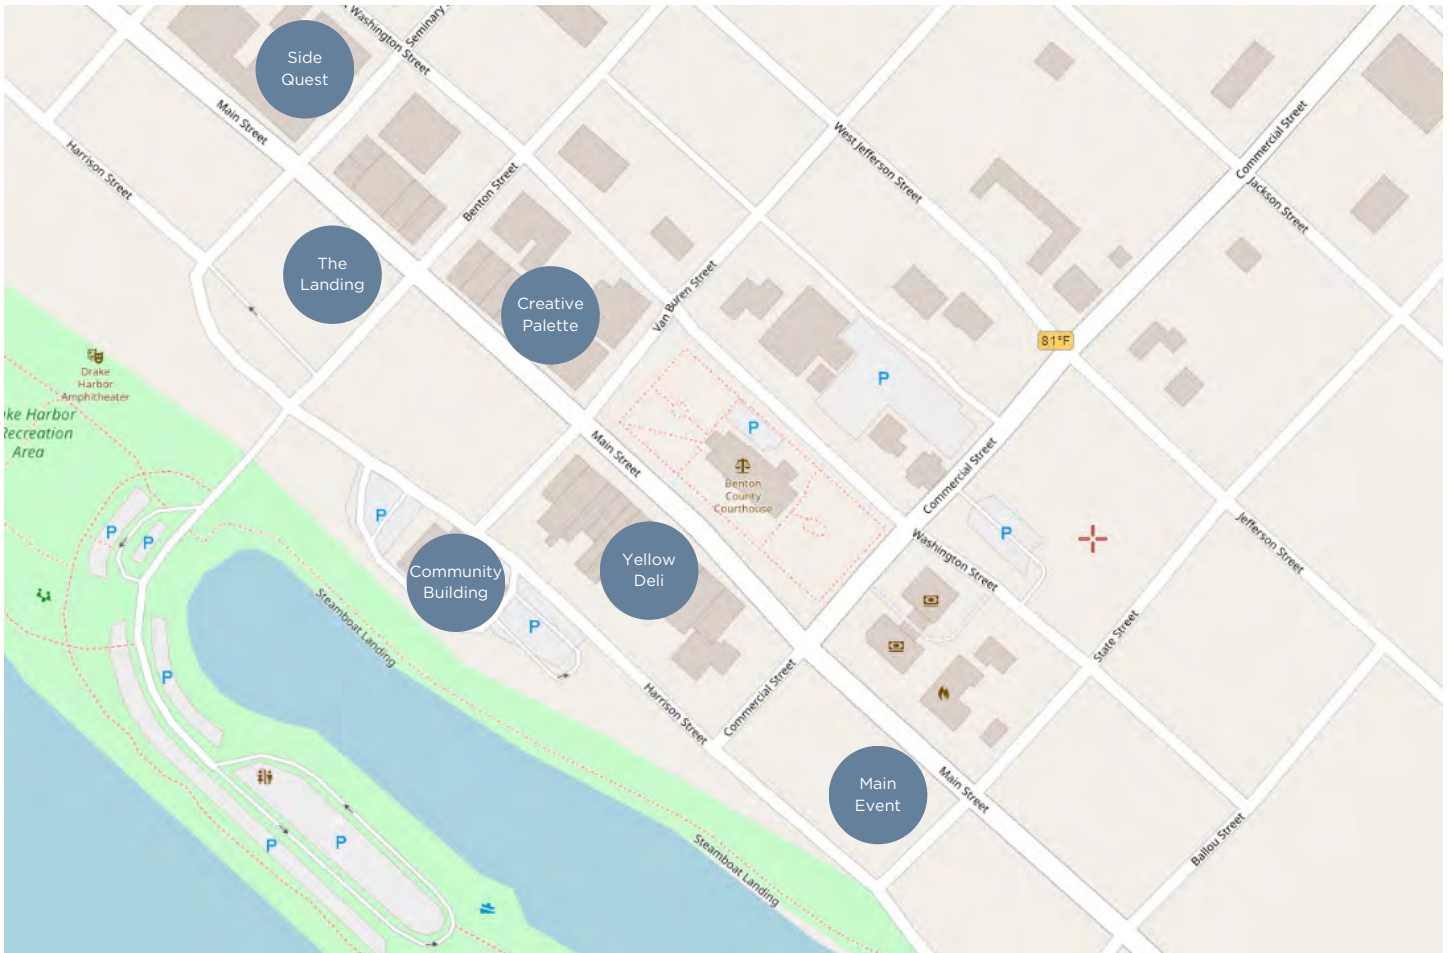 Washington Street
Seminary
Side
Quest
Main Street
Harrison Street
Benton Street
West Jefferson Street
Commercial Street
Jackson Street
The
Landing
Creative
Palette
Van Buren Street
81°F
Drake
Harbor
Amphitheater
ke Harbor
Recreation
Area
P
P
Main Street
Benton
County
Courthouse
Commercial Street
P
P
P
P
Washington Street
Jefferson Street
Community
Building
Yellow
Deli
Steamboat Landing
P
State Street
P
Harrison Street
Commercial Street
Main
Event
Main Street
P
P
Steamboat Landing
Ballou Street